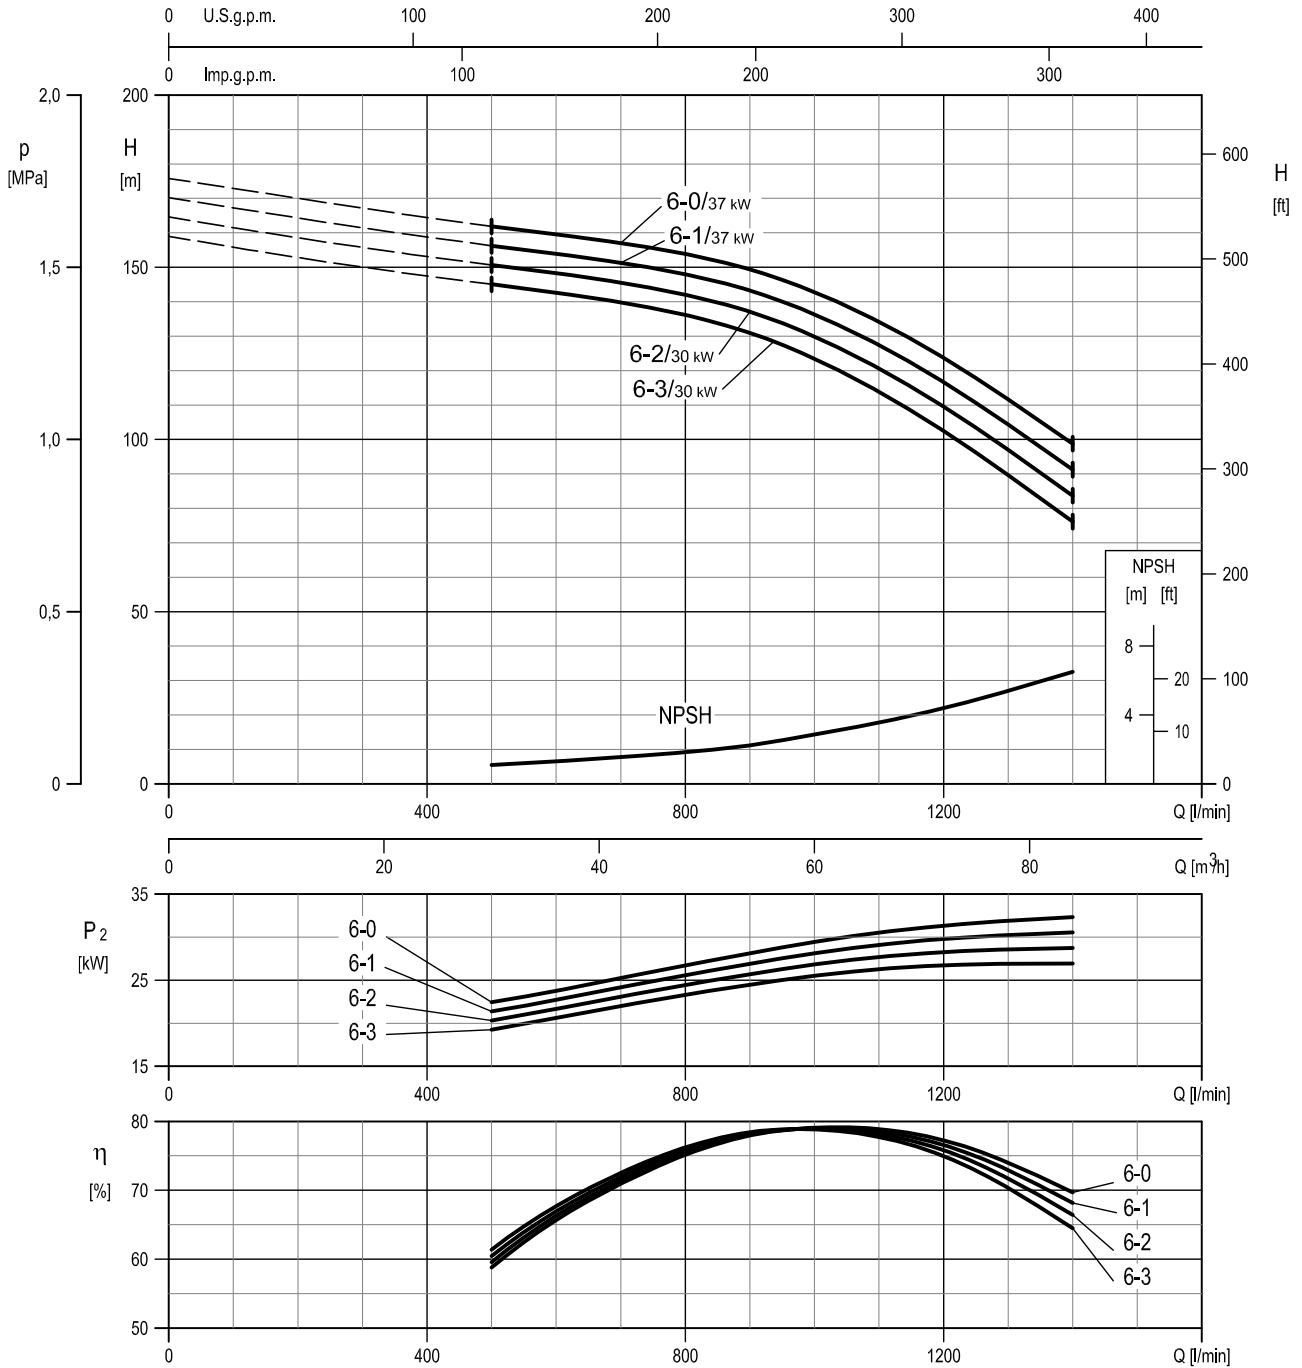 0 U.S.g.p.m. 100 200 300 400
0 Imp.g.p.m. 100 200 300
2,0 200
p H 600 H
[MPa] [m] [ft]
6-0/37 kW
6-1/37 kW
1,5 150 500
6-2/30 kW
6-3/30 kW
400
1,0 100
300
NPSH
[m] [ft]
200
0,5 50
8
20 100
NPSH 4
10
0 0 0
0 400 800 1200 Q [l/min]
0 20 40 60 80 Q [m³/h]
35
P2
[kW]
6-0
6-1
25
6-2
6-3
15
0 400 800 1200 Q [l/min]
80
η
[%]
70
6-0
6-1
6-2
60
6-3
50
0 400 800 1200 Q [l/min]